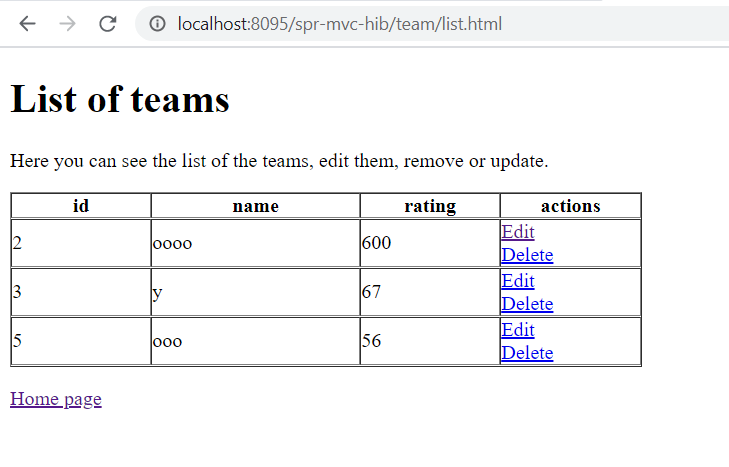 localhost:8095/spr-mvc-hib/team/list.html
List of teams
Here you can see the list of the teams, edit them, remove or update.
id name rating actions
2 oooo 600 Edit
Delete
3 y 67 Edit
Delete
5 ooo 56 Edit
Delete
Home page